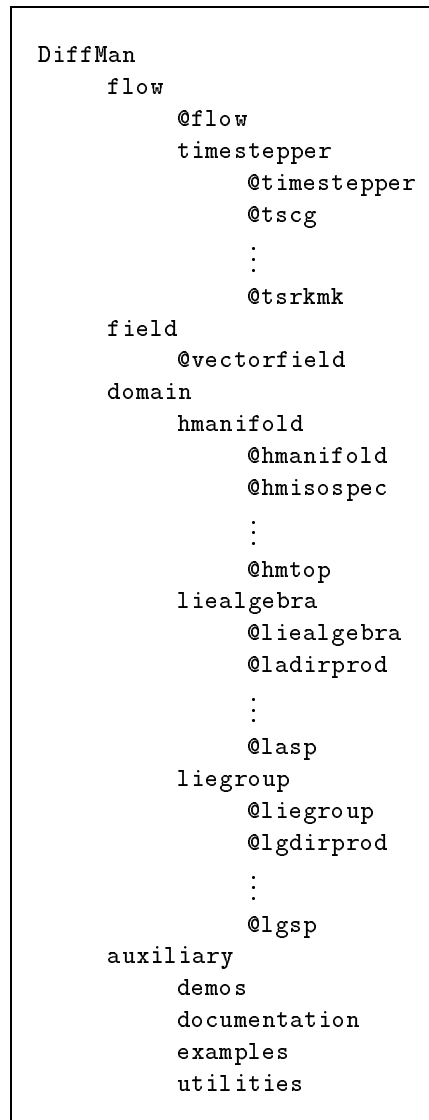 DiffMan
flow
@flow
timestepper
@timestepper
@tscg
⋮
@tsrkmk
field
@vectorfield
domain
hmanifold
@hmanifold
@hmisospec
⋮
@hmtop
liealgebra
@liealgebra
@ladirprod
⋮
@lasp
liegroup
@liegroup
@lgdirprod
⋮
@lgsp
auxiliary
demos
documentation
examples
utilities